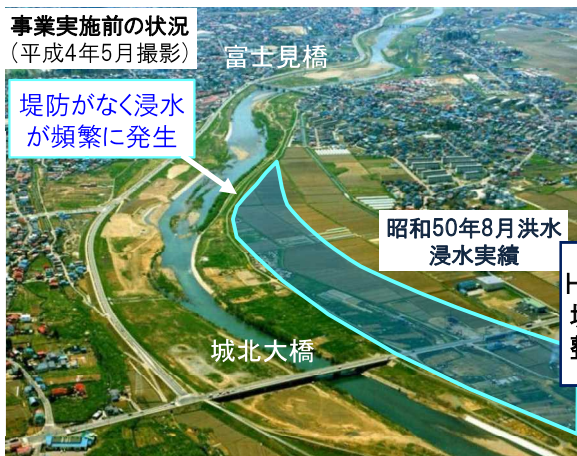 事業実施前の状況
（平成4年5月撮影）
富士見橋
堤防がなく浸水
が頻繁に発生
昭和50年8月洪水
浸水実績
城北大橋